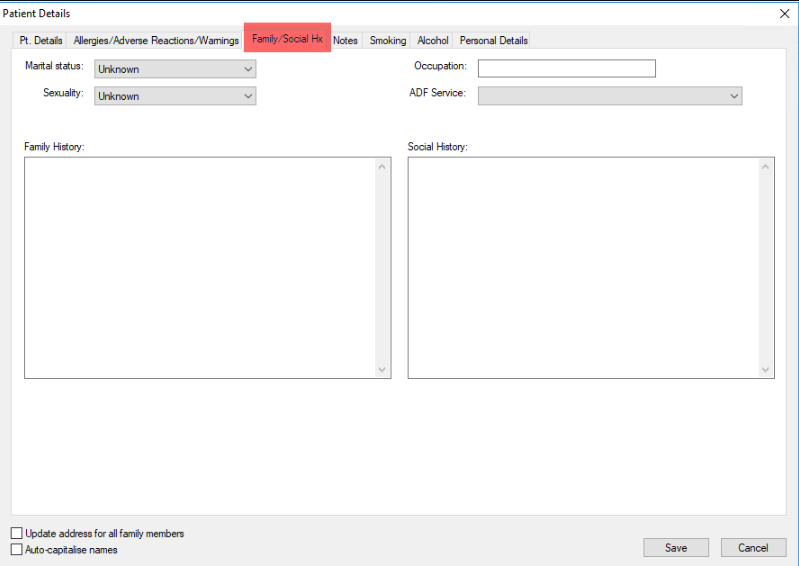 Patient Details
Pt. Details Allergies/Adverse Reactions/Warnings Family/Social Hx Notes Smoking Alcohol Personal Details
Marital status: Unknown Occupation:
Sexuality: Unknown ADF Service:
Family History: Social History:
Update address for all family members
Auto-capitalise names
Save Cancel